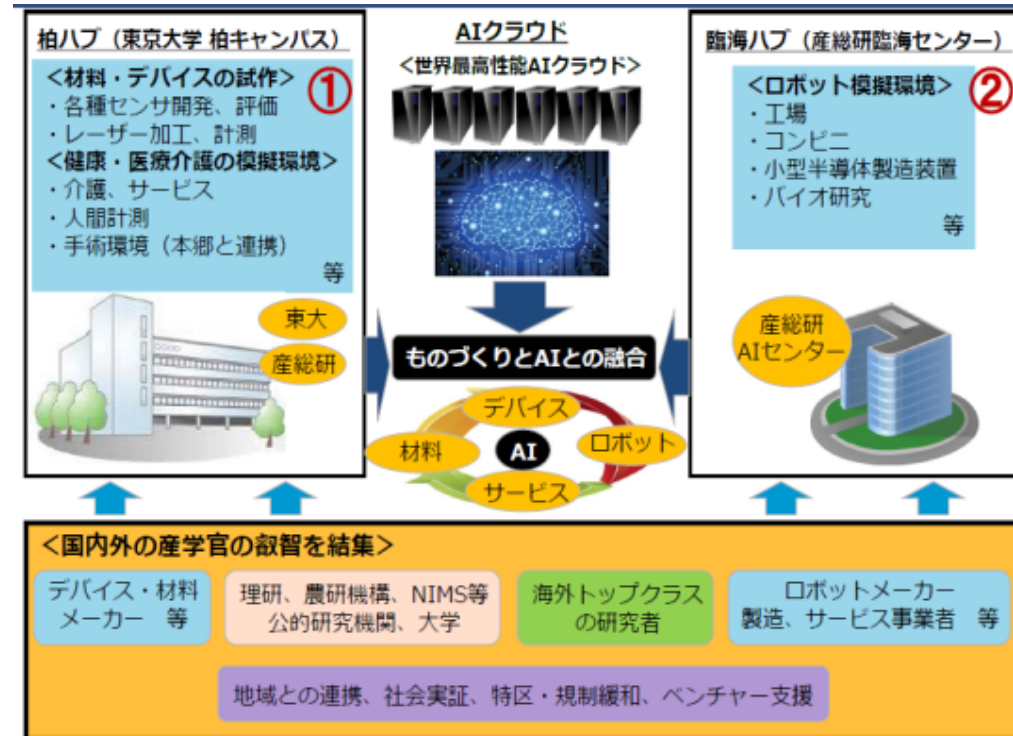 柏ハブ（東京大学 柏キャンパス）
＜材料・デバイスの試作＞
①
・各種センサ開発、評価
・レーザー加工、計測
＜健康・医療介護の模擬環境＞
・介護、サービス
・人間計測
・手術環境（本郷と連携）
等
東大
産総研
AIクラウド
＜世界最高性能AIクラウド＞
臨海ハブ（産総研臨海センター）
＜ロボット模擬環境＞
②
・工場
・コンビニ
・小型半導体製造装置
・バイオ研究
等
産総研
AIセンター
ものづくりとAIとの融合
デバイス
材料
AI
ロボット
サービス
＜国内外の産学官の叡智を結集＞
デバイス・材料
メーカー　等
理研、農研機構、NIMS等
公的研究機関、大学
海外トップクラス
の研究者
ロボットメーカー
製造、サービス事業者　等
地域との連携、社会実証、特区・規制緩和、ベンチャー支援